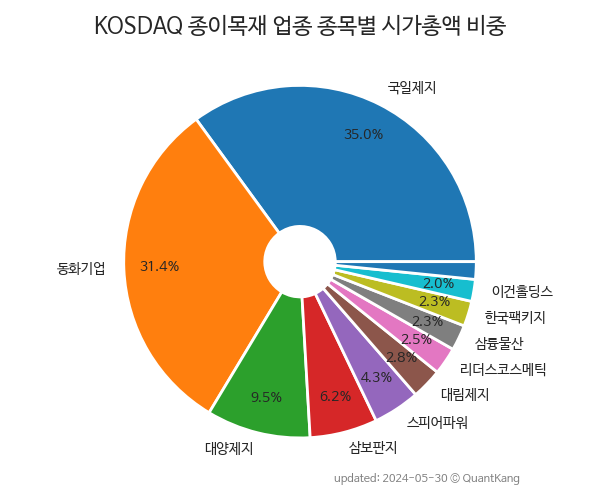 KOSDAQ 종이목재 업종 종목별 시가총액 비중
국일제지
35.0%
동화기업
31.4%
대양제지
9.5%
삼보판지
6.2%
스피어파워
4.3%
대림제지
2.8%
리더스코스메틱
2.5%
삼륭물산
2.3%
한국팩키지
2.3%
이건홀딩스
2.0%
updated: 2024-05-30 © QuantKang